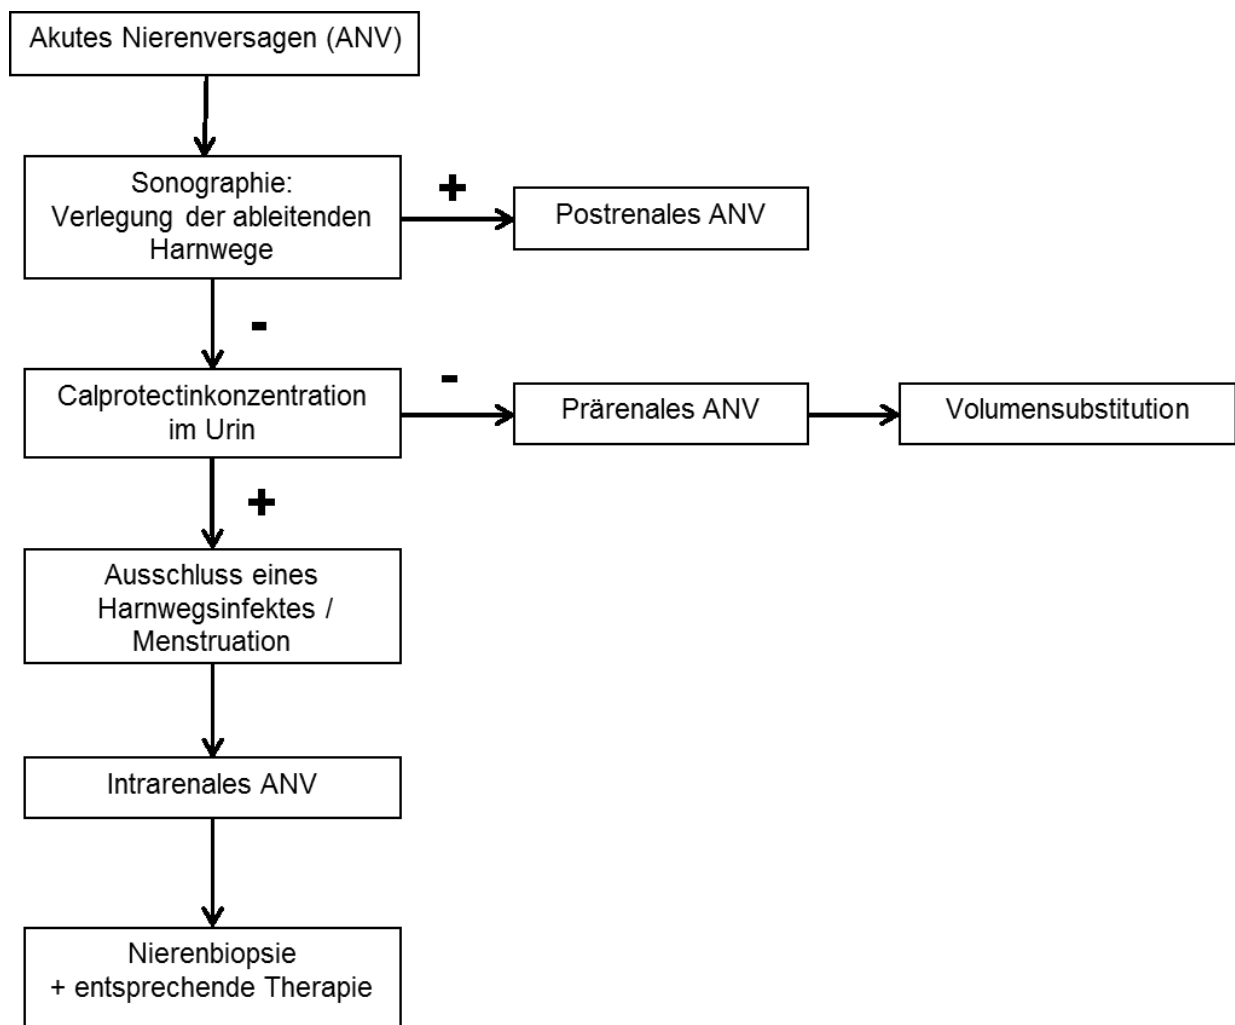 Akutes Nierenversagen (ANV)
Sonographie:
Verlegung der ableitenden
Harnwege
+
Postrenales ANV
-
Calprotectinkonzentration
im Urin
-
Prärenales ANV
Volumensubstitution
+
Ausschluss eines
Harnwegsinfektes /
Menstruation
Intrarenales ANV
Nierenbiopsie
+ entsprechende Therapie